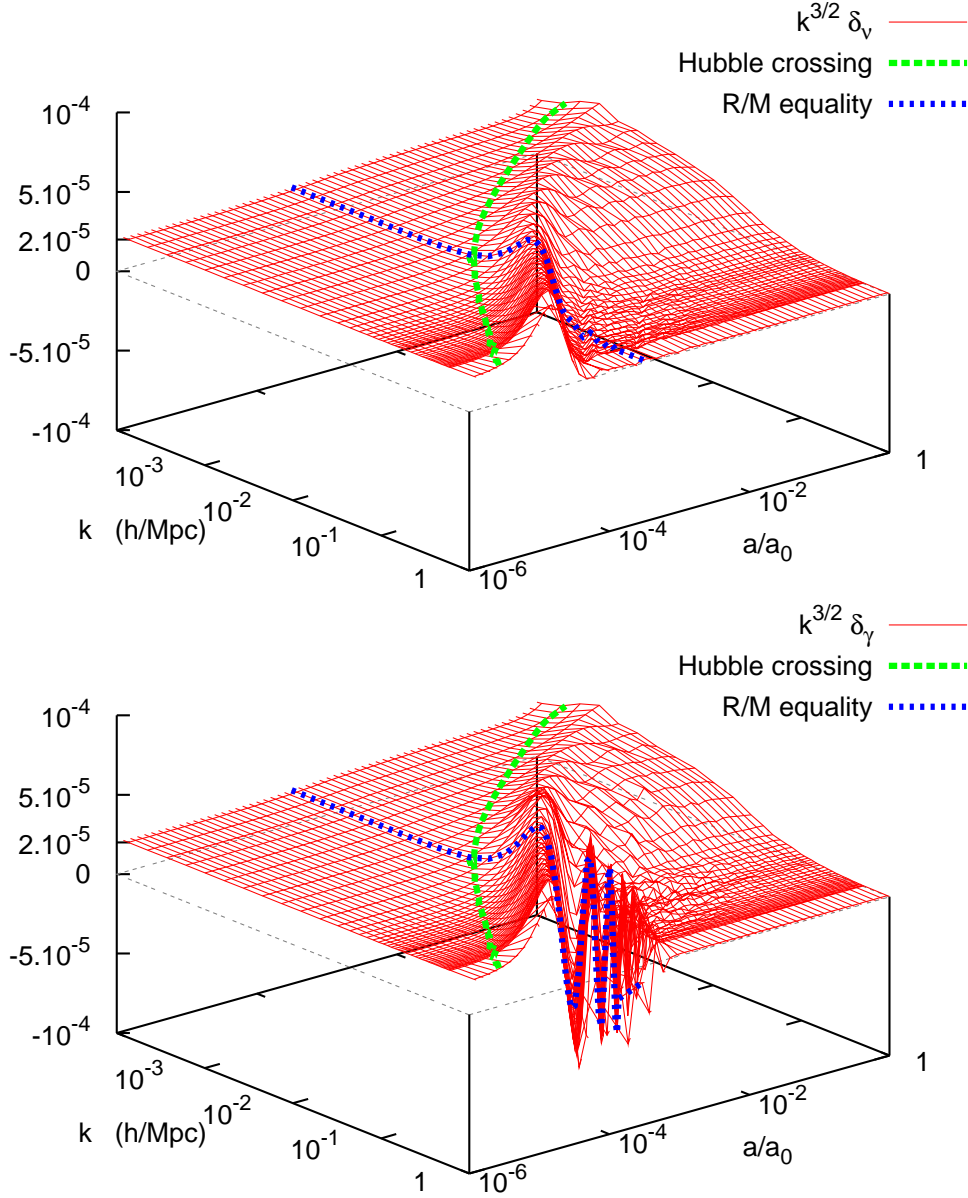 k^{3/2} δ_ν
Hubble crossing
R/M equality
10^{-4}
5.10^{-5}
2.10^{-5}
0
-5.10^{-5}
-10^{-4}
10^{-3}
10^{-2}
10^{-1}
1
k (h/Mpc)
10^{-6}
10^{-4}
10^{-2}
1
a/a_0
k^{3/2} δ_γ
Hubble crossing
R/M equality
10^{-4}
5.10^{-5}
2.10^{-5}
0
-5.10^{-5}
-10^{-4}
10^{-3}
10^{-2}
10^{-1}
1
k (h/Mpc)
10^{-6}
10^{-4}
10^{-2}
1
a/a_0